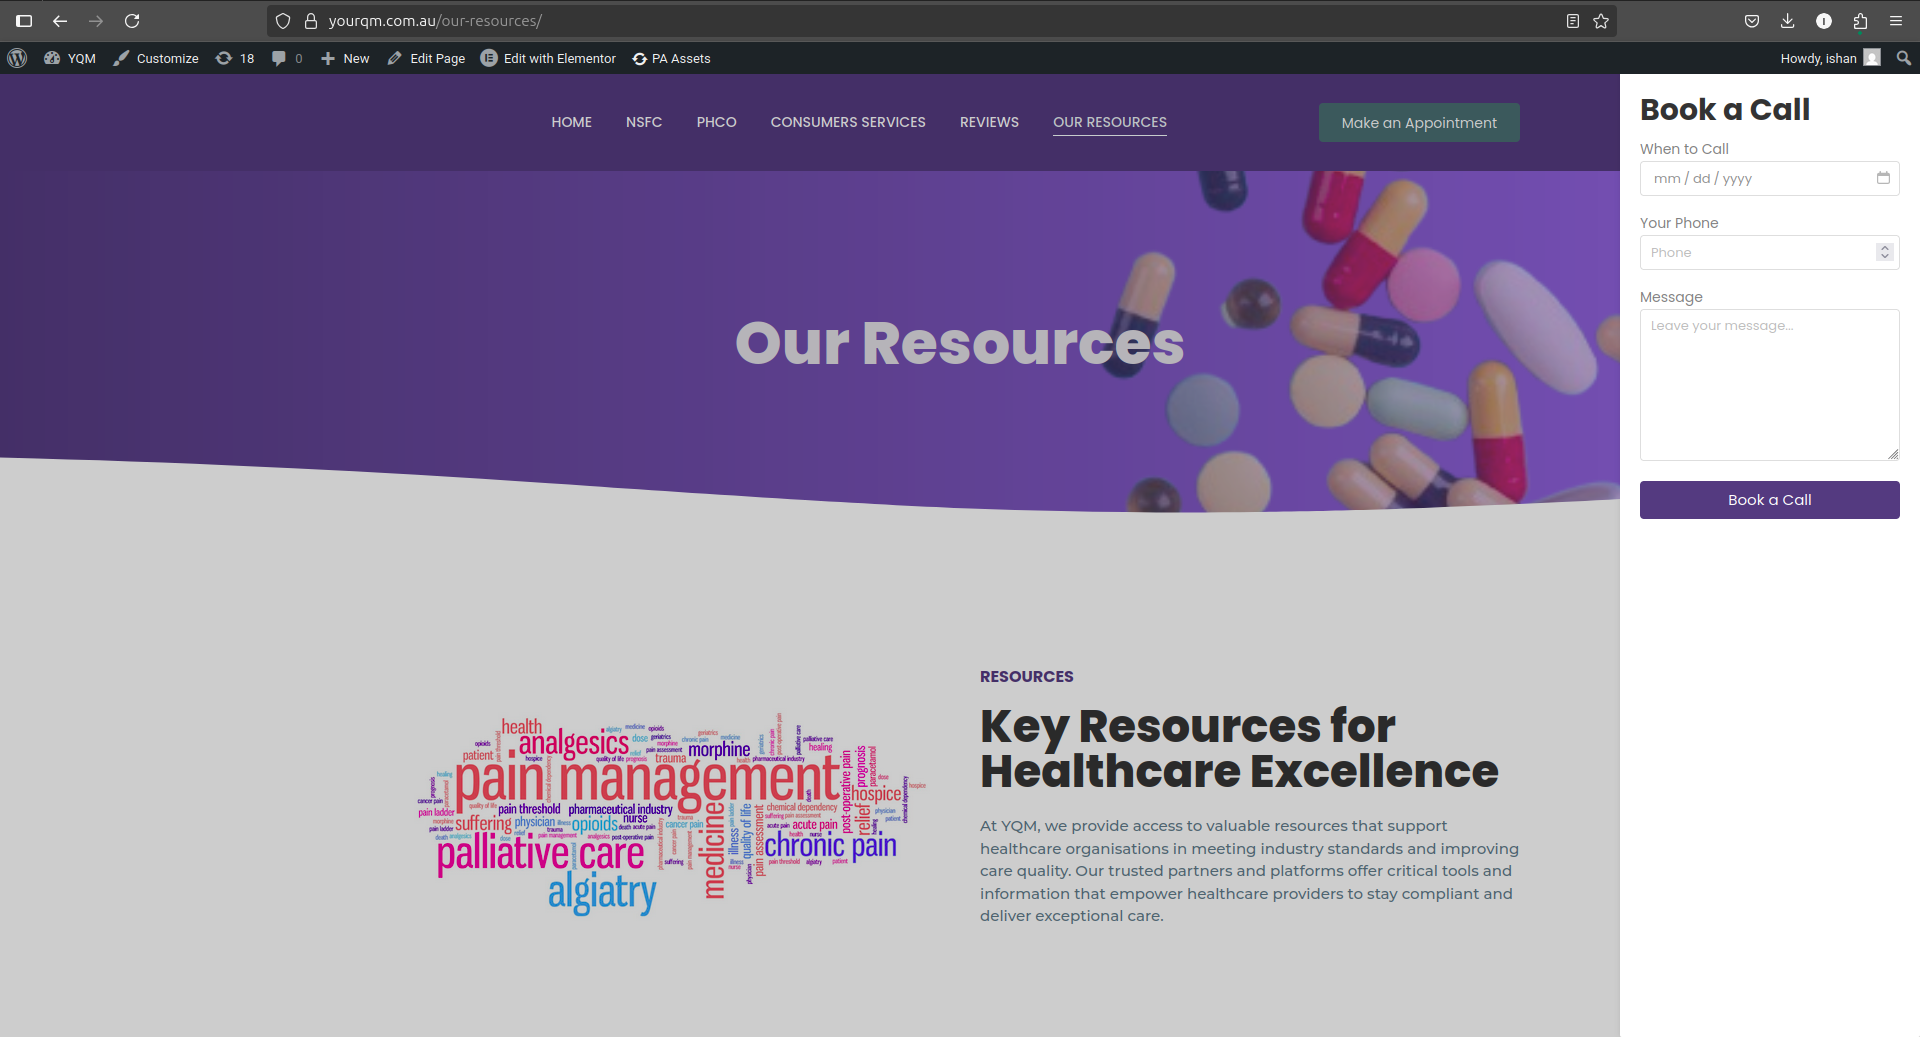 yourqm.com.au/our-resources/
YQM
Customize
18
0
New
Edit Page
Edit with Elementor
PA Assets
Howdy, ishan
HOME
NSFC
PHCO
CONSUMERS SERVICES
REVIEWS
OUR RESOURCES
Make an Appointment
Our Resources
Book a Call
When to Call
mm / dd / yyyy
Your Phone
Phone
Message
Leave your message...
Book a Call
health
analgesics
morphine
patient
trauma
healing
pain management
prognosis
paracetamol
post-operative pain
hospice
relief
pain threshold
pharmaceutical industry
chemical dependency
pain ladder
suffering
physician
opioids
nurse
cancer pain
medicine
illness
quality of life
pain assessment
acute pain
palliative care
chronic pain
algiatry
RESOURCES
Key Resources for
Healthcare Excellence
At YQM, we provide access to valuable resources that support
healthcare organisations in meeting industry standards and improving
care quality. Our trusted partners and platforms offer critical tools and
information that empower healthcare providers to stay compliant and
deliver exceptional care.